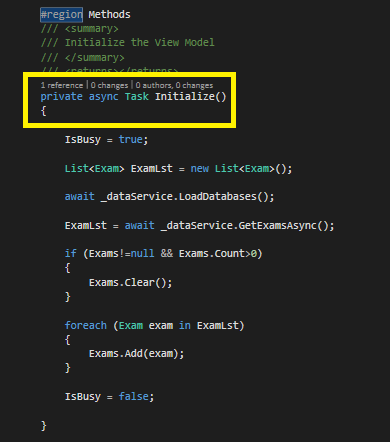 #region Methods
/// <summary>
/// Initialize the View Model
/// </summary>
/// <returns></returns>
1 reference | 0 changes | 0 authors, 0 changes
private async Task Initialize()
{
IsBusy = true;
List<Exam> ExamLst = new List<Exam>();
await _dataService.LoadDatabases();
ExamLst = await _dataService.GetExamsAsync();
if (Exams!=null && Exams.Count>0)
{
Exams.Clear();
}
foreach (Exam exam in ExamLst)
{
Exams.Add(exam);
}
IsBusy = false;
}